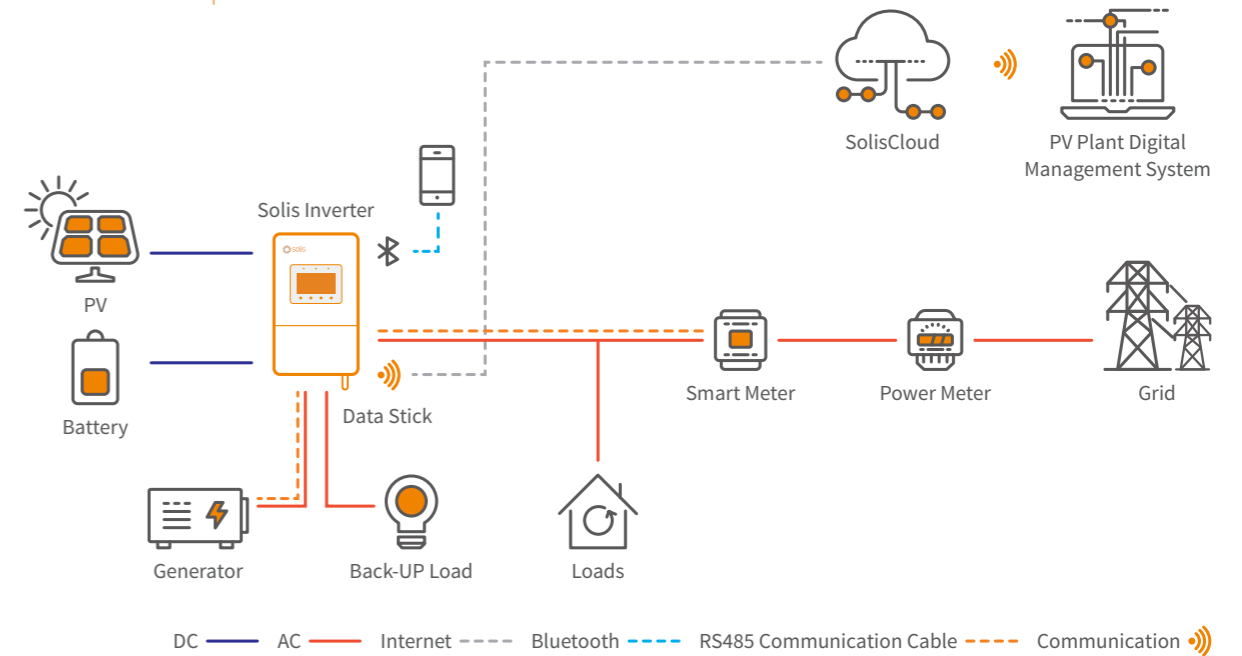 SolisCloud
PV Plant Digital
Management System
Solis Inverter
solis
PV
Battery
Data Stick
Smart Meter
Power Meter
Grid
Generator
Back-UP Load
Loads
DC
AC
Internet
Bluetooth
RS485 Communication Cable
Communication